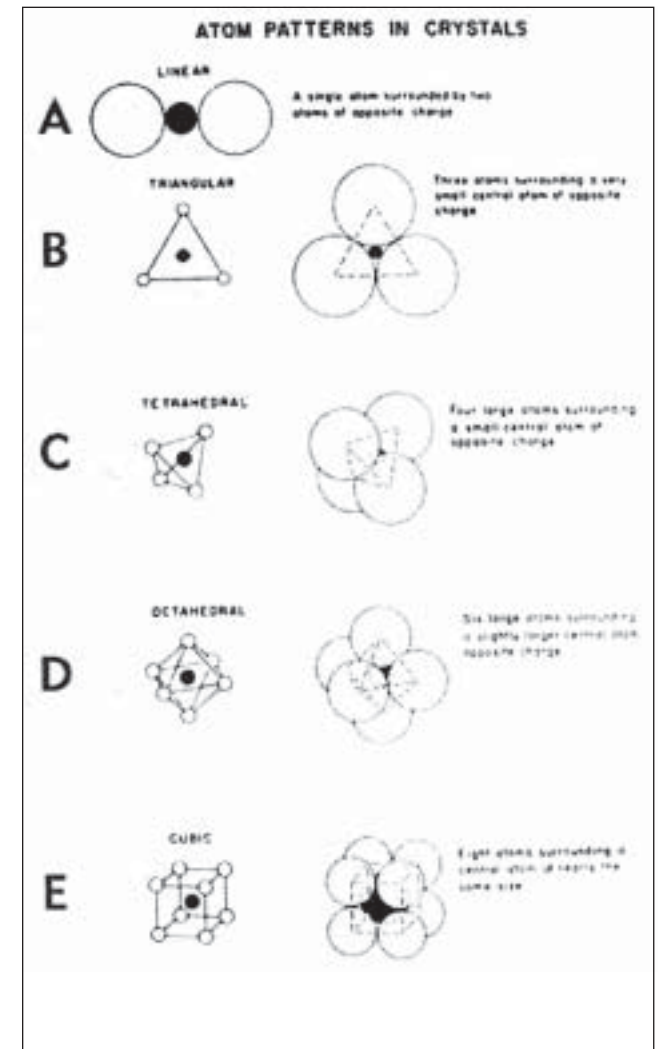 ATOM PATTERNS IN CRYSTALS
LINEAR
A
A single atom surrounded by two
atoms of opposite charge
TRIANGULAR
B
Three atoms surrounding a very
small central atom of opposite
charge
TETRAHEDRAL
C
Four large atoms surrounding
a small central atom of
opposite charge
OCTAHEDRAL
D
Six large atoms surrounding
a slightly larger central atom
opposite charge
CUBIC
E
Eight atoms surrounding a
central atom of nearly the
same size